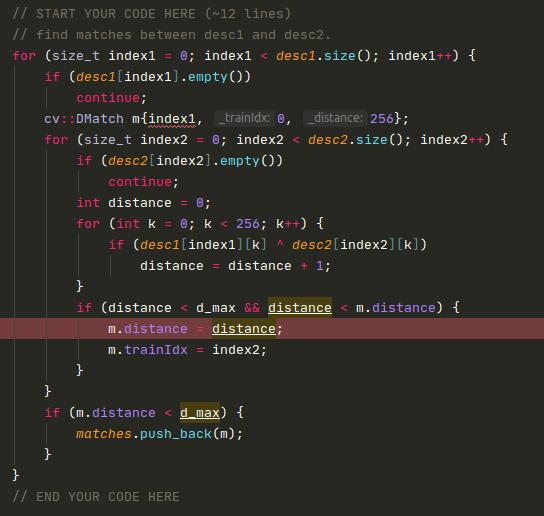 // START YOUR CODE HERE (~12 lines)
// find matches between desc1 and desc2.
for (size_t index1 = 0; index1 < desc1.size(); index1++) {
    if (desc1[index1].empty())
        continue;
    cv::DMatch m{index1, _trainIdx: 0, _distance: 256};
    for (size_t index2 = 0; index2 < desc2.size(); index2++) {
        if (desc2[index2].empty())
            continue;
        int distance = 0;
        for (int k = 0; k < 256; k++) {
            if (desc1[index1][k] ^ desc2[index2][k])
                distance = distance + 1;
        }
        if (distance < d_max && distance < m.distance) {
            m.distance = distance;
            m.trainIdx = index2;
        }
    }
    if (m.distance < d_max) {
        matches.push_back(m);
    }
}
// END YOUR CODE HERE